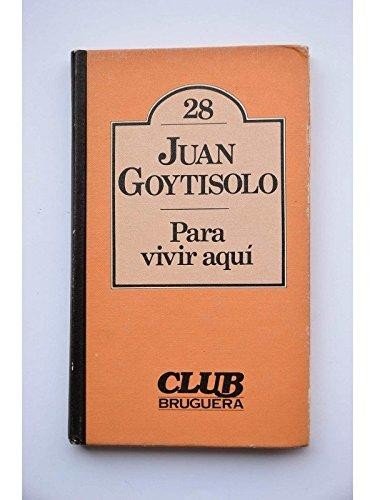 28
JUAN
GOYTISOLO
Para
vivir aquí
CLUB
BRUGUERA